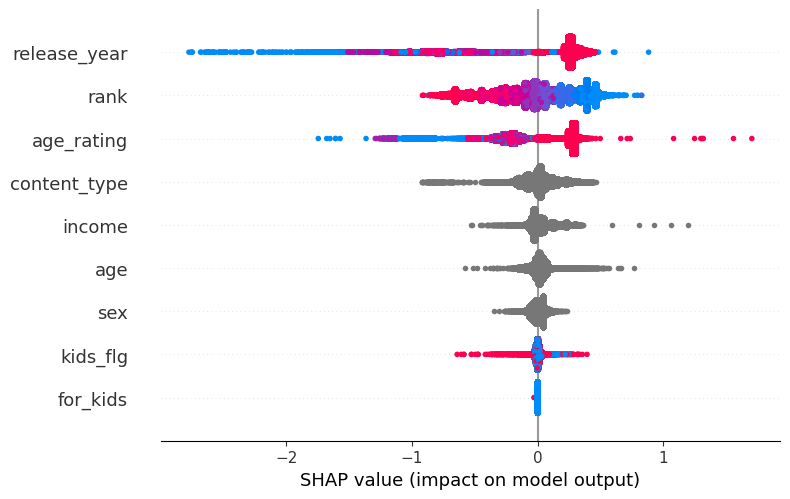 release_year
rank
age_rating
content_type
income
age
sex
kids_flg
for_kids
−2 −1 0 1
SHAP value (impact on model output)